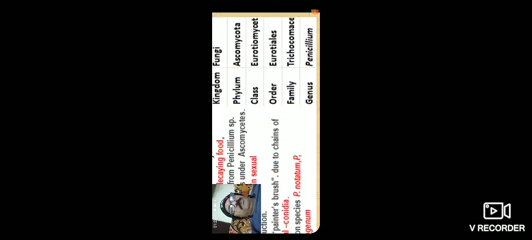 Kingdom Fungi
Phylum Ascomycota
Class Eurotiomycet
Order Eurotiales
Family Trichocomace
Genus Penicillium
ecaying food,
from Penicillium sp.
s under Ascomycetes.
n sexual
uction.
"painter's brush". due to chains of
al –conidia.
on species P. notatum,P,
genum
V RECORDER